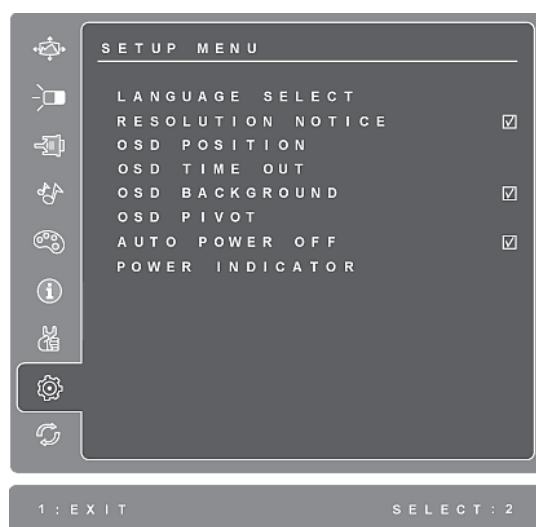 SETUP MENU
LANGUAGE SELECT
RESOLUTION NOTICE ☑
OSD POSITION
OSD TIME OUT
OSD BACKGROUND ☑
OSD PIVOT
AUTO POWER OFF ☑
POWER INDICATOR
1:EXIT SELECT:2